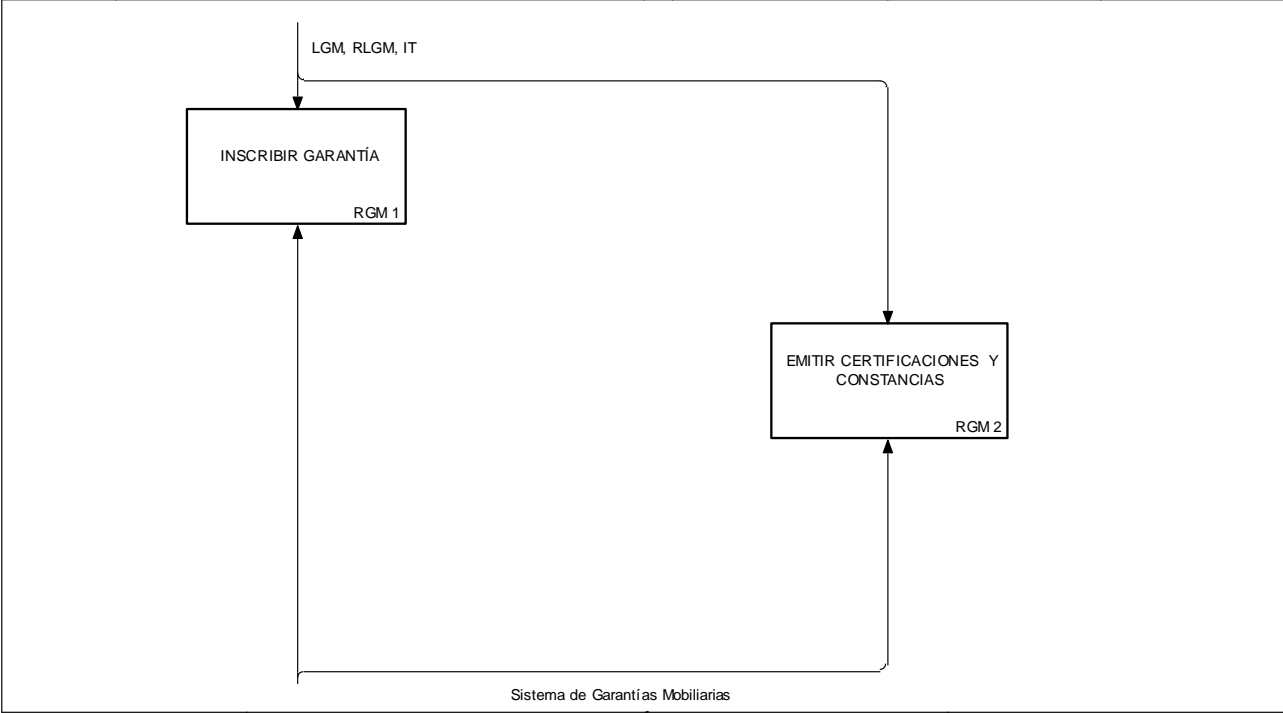 LGM, RLGM, IT
INSCRIBIR GARANTÍA
RGM 1
EMITIR CERTIFICACIONES Y
CONSTANCIAS
RGM 2
Sistema de Garantías Mobiliarias